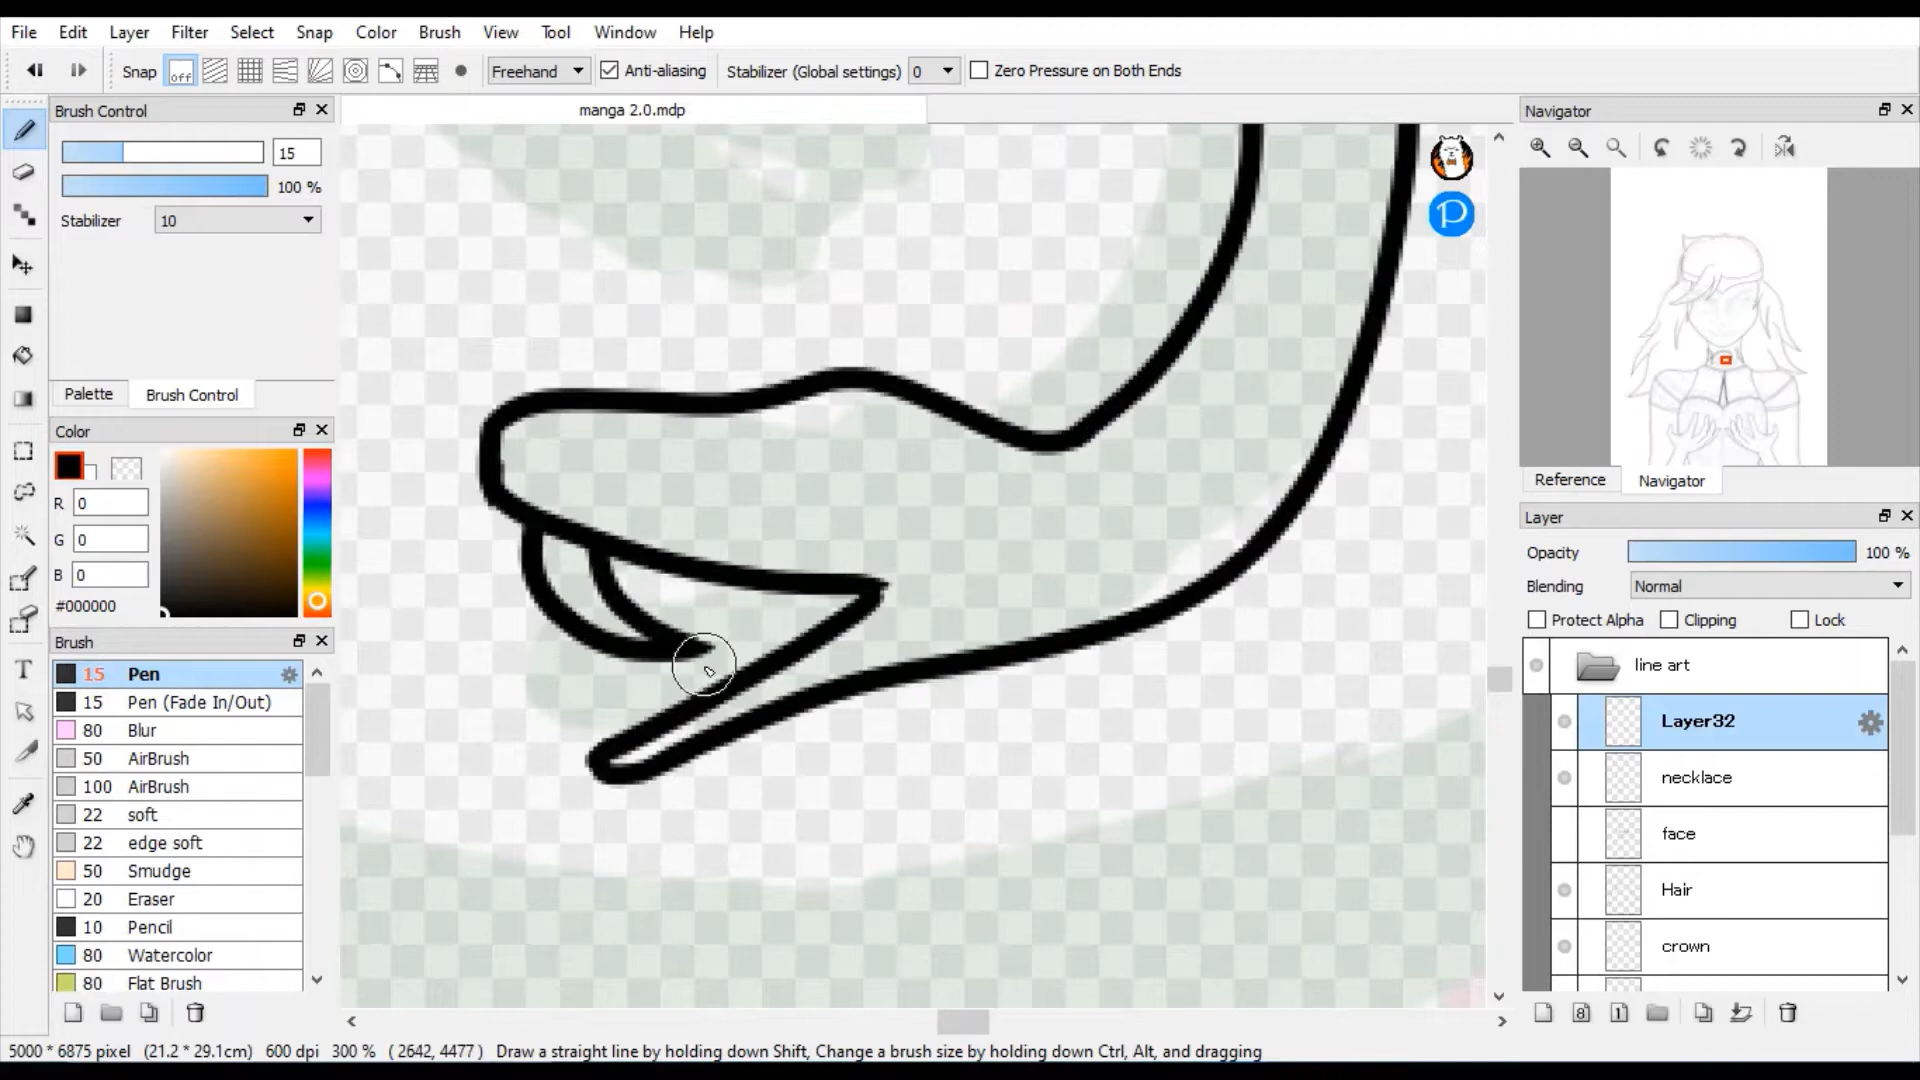 File Edit Layer Filter Select Snap Color Brush View Tool Window Help
Snap off Freehand Anti-aliasing Stabilizer (Global settings) 0 Zero Pressure on Both Ends
Brush Control
15
100 %
Stabilizer 10
Palette Brush Control
Color
R 0
G 0
B 0
#000000
Brush
15 Pen
15 Pen (Fade In/Out)
80 Blur
50 AirBrush
100 AirBrush
22 soft
22 edge soft
50 Smudge
20 Eraser
10 Pencil
80 Watercolor
80 Flat Brush
manga 2.0.mdp
P
Navigator
Reference Navigator
Layer
Opacity 100 %
Blending Normal
Protect Alpha Clipping Lock
line art
Layer32
necklace
face
Hair
crown
8 1
T
5000 * 6875 pixel (21.2 * 29.1cm) 600 dpi 300 % ( 2642, 4477 ) Draw a straight line by holding down Shift, Change a brush size by holding down Ctrl, Alt, and dragging